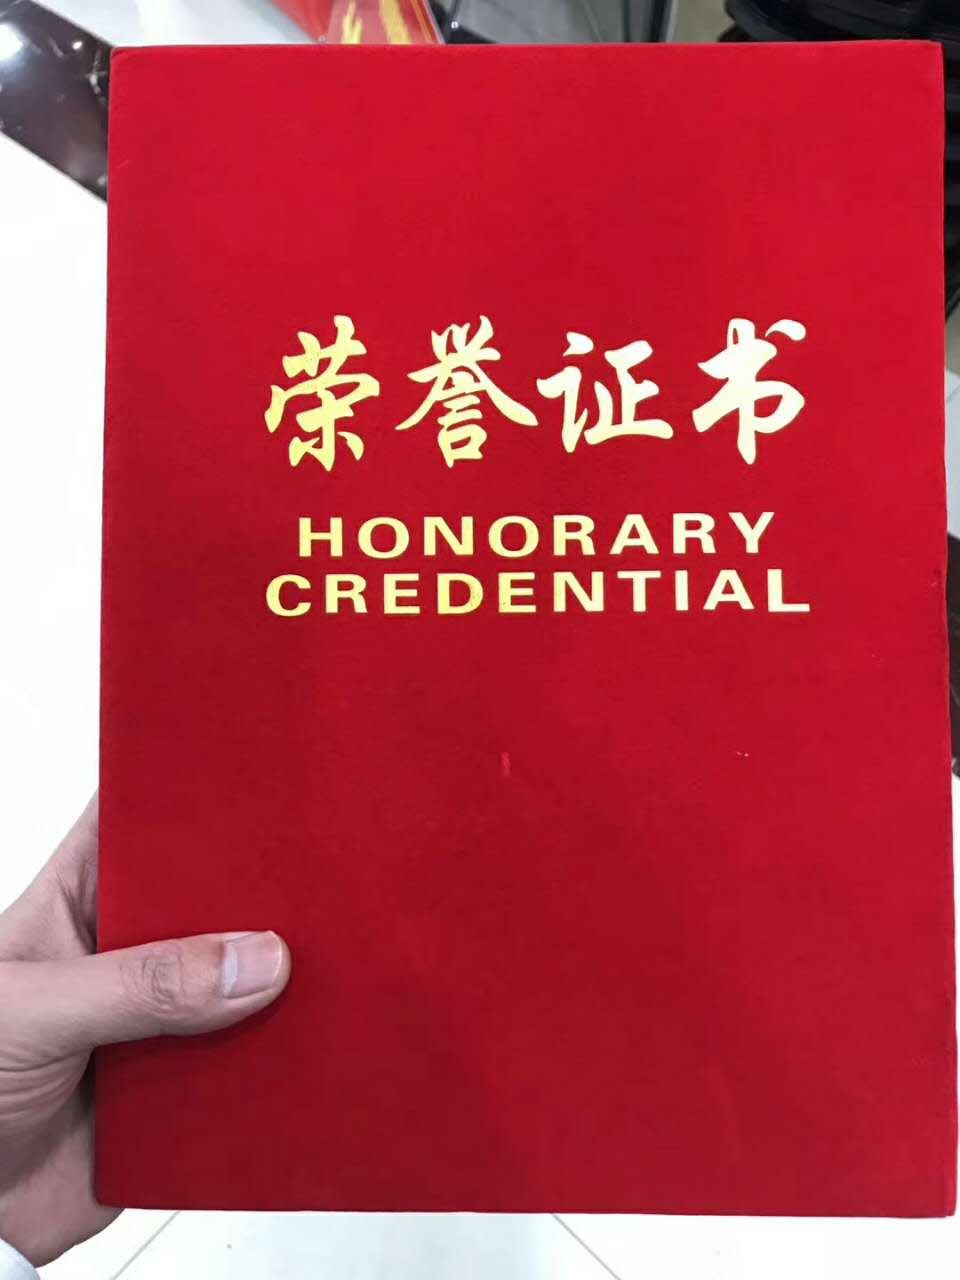 荣誉证书
HONORARY
CREDENTIAL